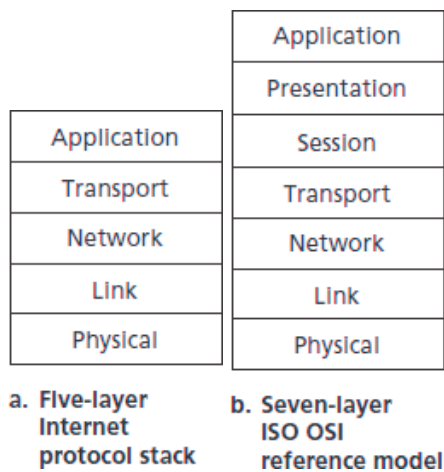 Application
Transport
Network
Link
Physical
a. Five-layer
Internet
protocol stack
Application
Presentation
Session
Transport
Network
Link
Physical
b. Seven-layer
ISO OSI
reference model